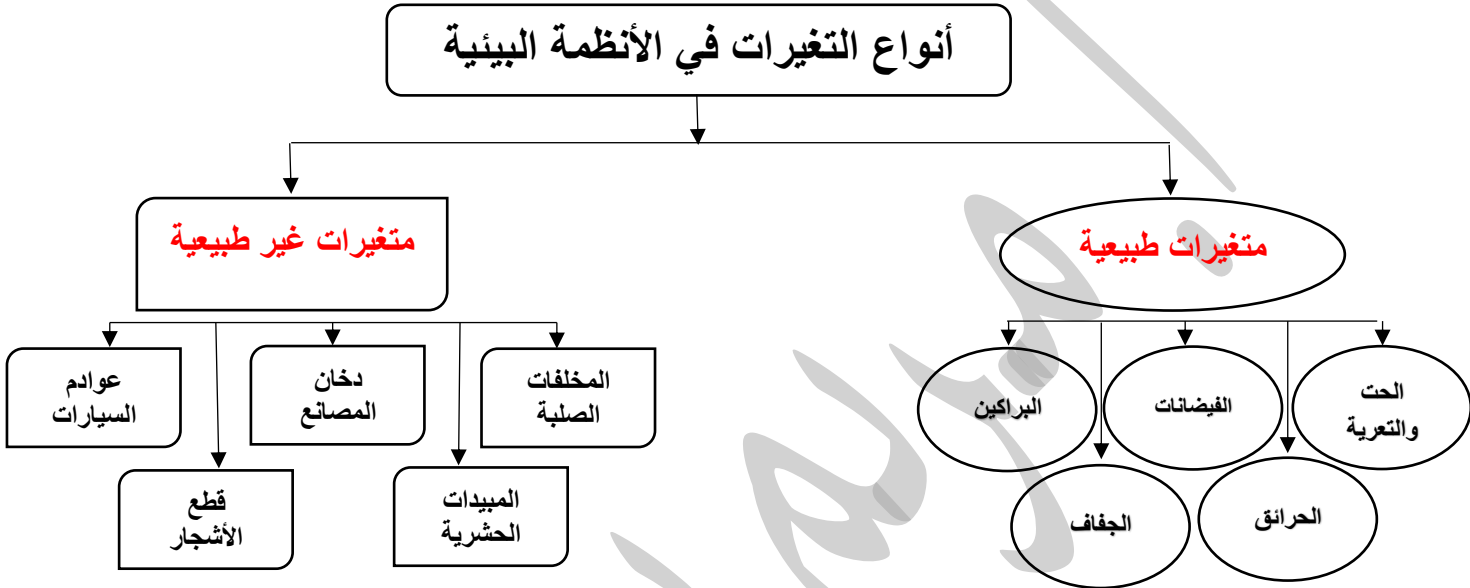 أنواع التغيرات في الأنظمة البيئية
متغيرات طبيعية
متغيرات غير طبيعية
الحت
والتعرية
الفيضانات
البراكين
الحرائق
الجفاف
المخلفات
الصلبة
دخان
المصانع
عوادم
السيارات
المبيدات
الحشرية
قطع
الأشجار